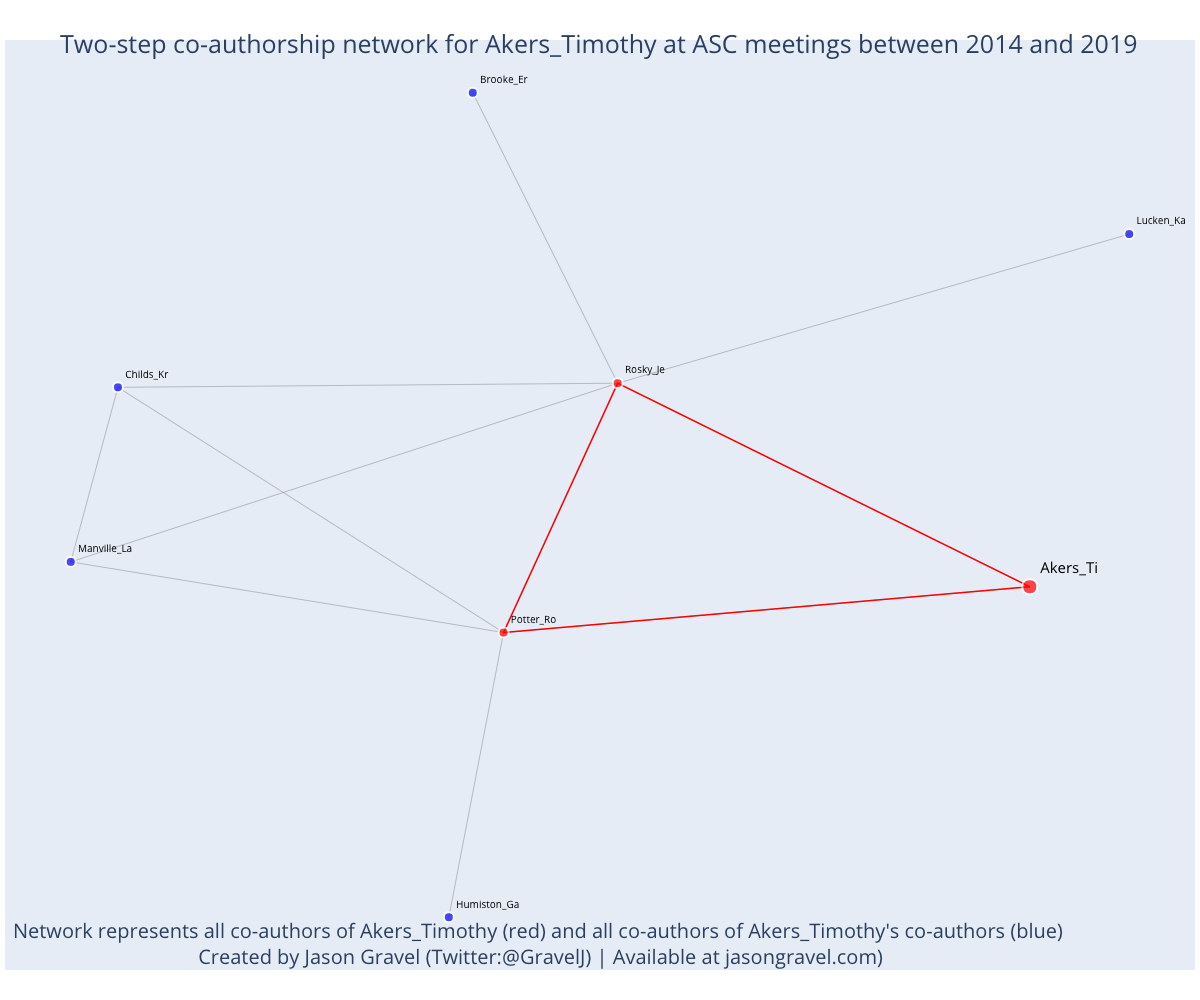 Two-step co-authorship network for Akers_Timothy at ASC meetings between 2014 and 2019
Brooke_Er
Lucken_Ka
Rosky_Je
Childs_Kr
Manville_La
Akers_Ti
Potter_Ro
Humiston_Ga
Network represents all co-authors of Akers_Timothy (red) and all co-authors of Akers_Timothy's co-authors (blue)
Created by Jason Gravel (Twitter:@GravelJ) | Available at jasongravel.com)